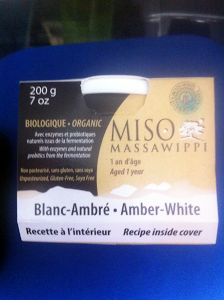 200 g
7 oz
BIOLOGIQUE • ORGANIC
Avec enzymes et probiotiques
naturels issus de la fermentation
With enzymes and natural
probiotics from the fermentation
Non pasteurisé, sans gluten, sans soya
Unpasteurized, Gluten-Free, Soya Free
MISO
MASSAWIPPI
1 an d'âge
Aged 1 year
Blanc-Ambré • Amber-White
Recette à l'intérieur Recipe inside cover